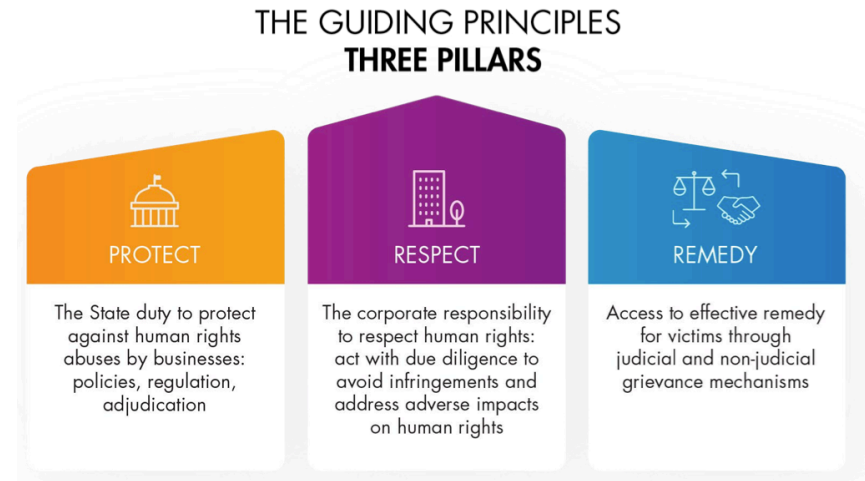 THE GUIDING PRINCIPLES
THREE PILLARS
PROTECT
The State duty to protect
against human rights
abuses by businesses:
policies, regulation,
adjudication
RESPECT
The corporate responsibility
to respect human rights:
act with due diligence to
avoid infringements and
address adverse impacts
on human rights
REMEDY
Access to effective remedy
for victims through
judicial and non-judicial
grievance mechanisms